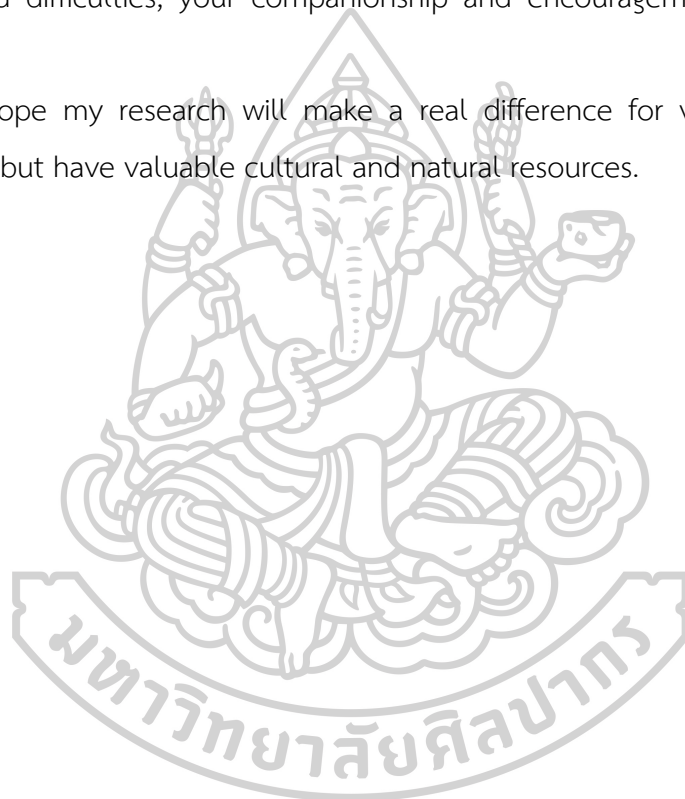 difficulties, your companionship and encouragem
ope my research will make a real difference for v
but have valuable cultural and natural resources.
มหาวิทยาลัยศิลปากร